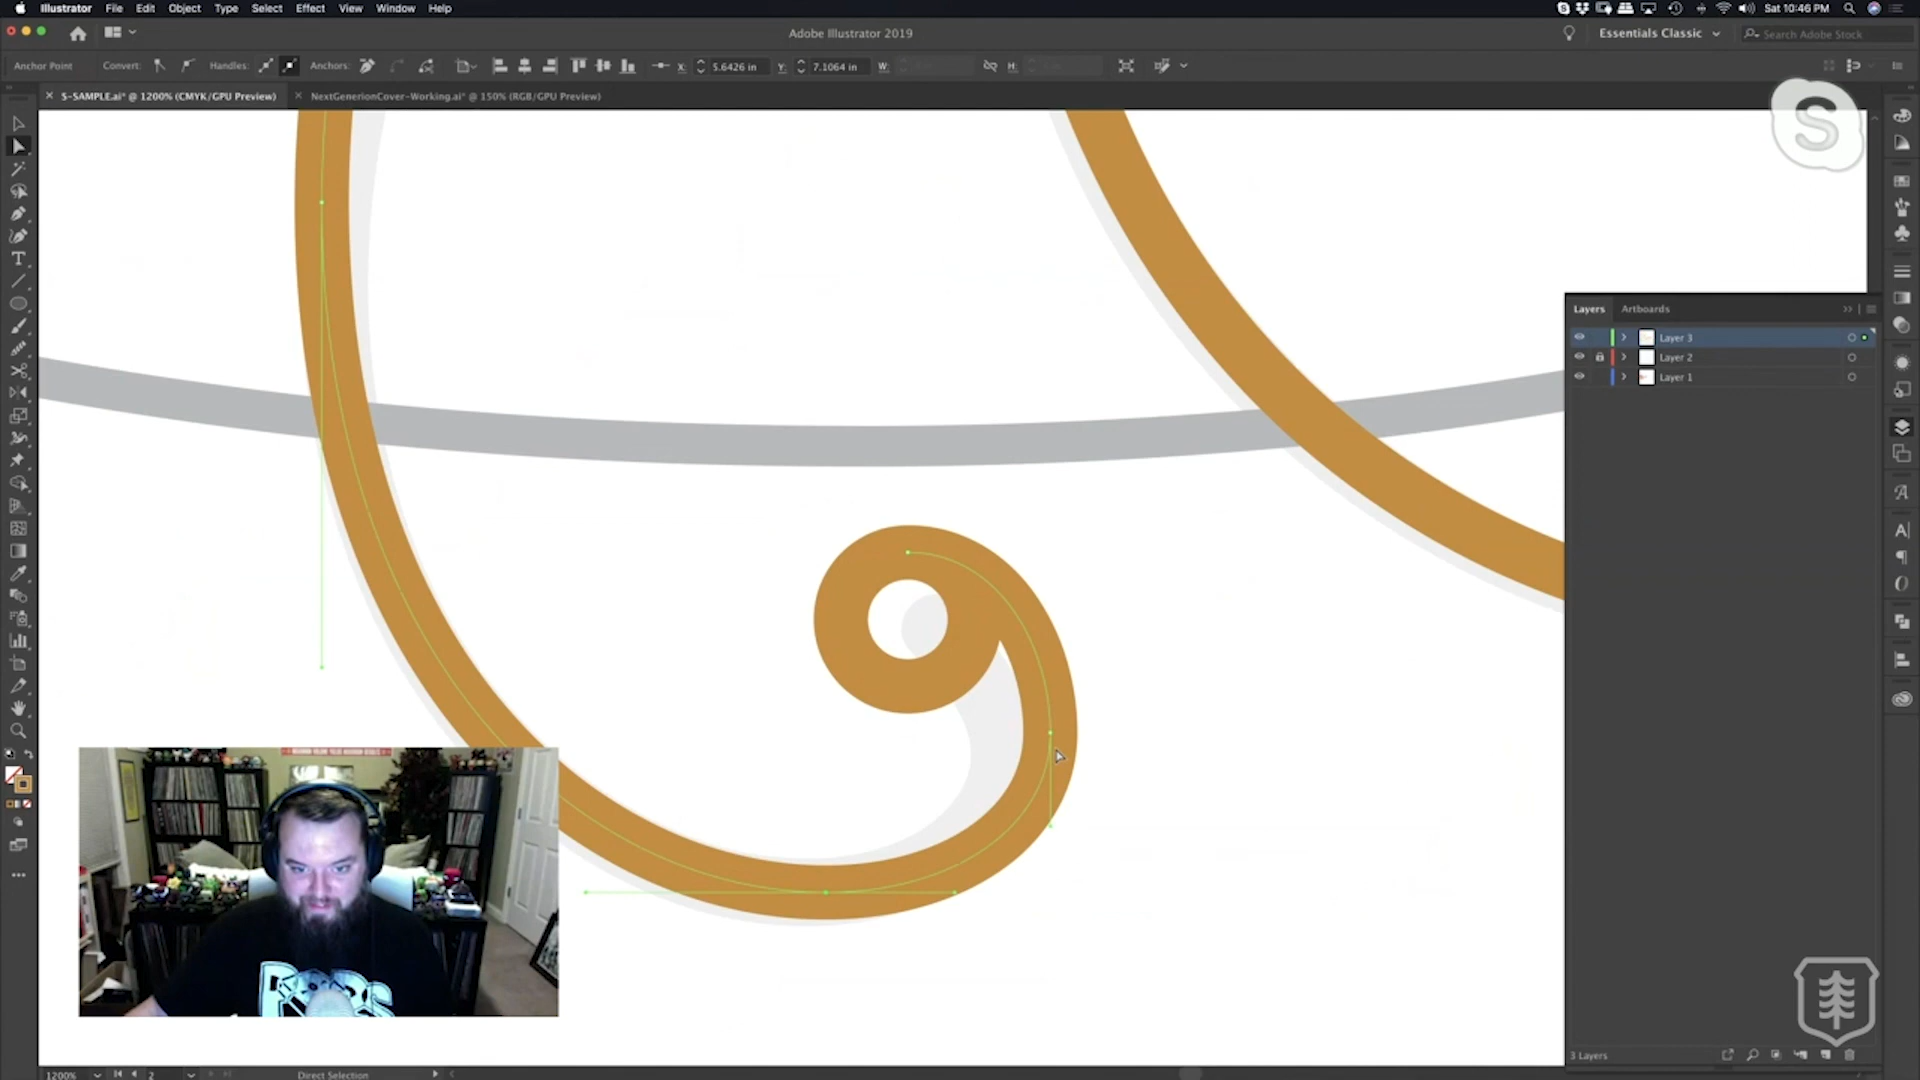 Illustrator File Edit Object Type Select Effect View Window Help
Sat 10:46 PM
Adobe Illustrator 2019
Essentials Classic
Search Adobe Stock
Anchor Point Convert: Handles: Anchors: X: 5.6426 in Y: 7.1064 in W: H:
S-SAMPLE.ai* @ 1200% (CMYK/GPU Preview)
NextGenerionCover-Working.ai* @ 150% (RGB/GPU Preview)
S
Layers Artboards
Layer 3
Layer 2
Layer 1
3 Layers
1200% 2 Direct Selection